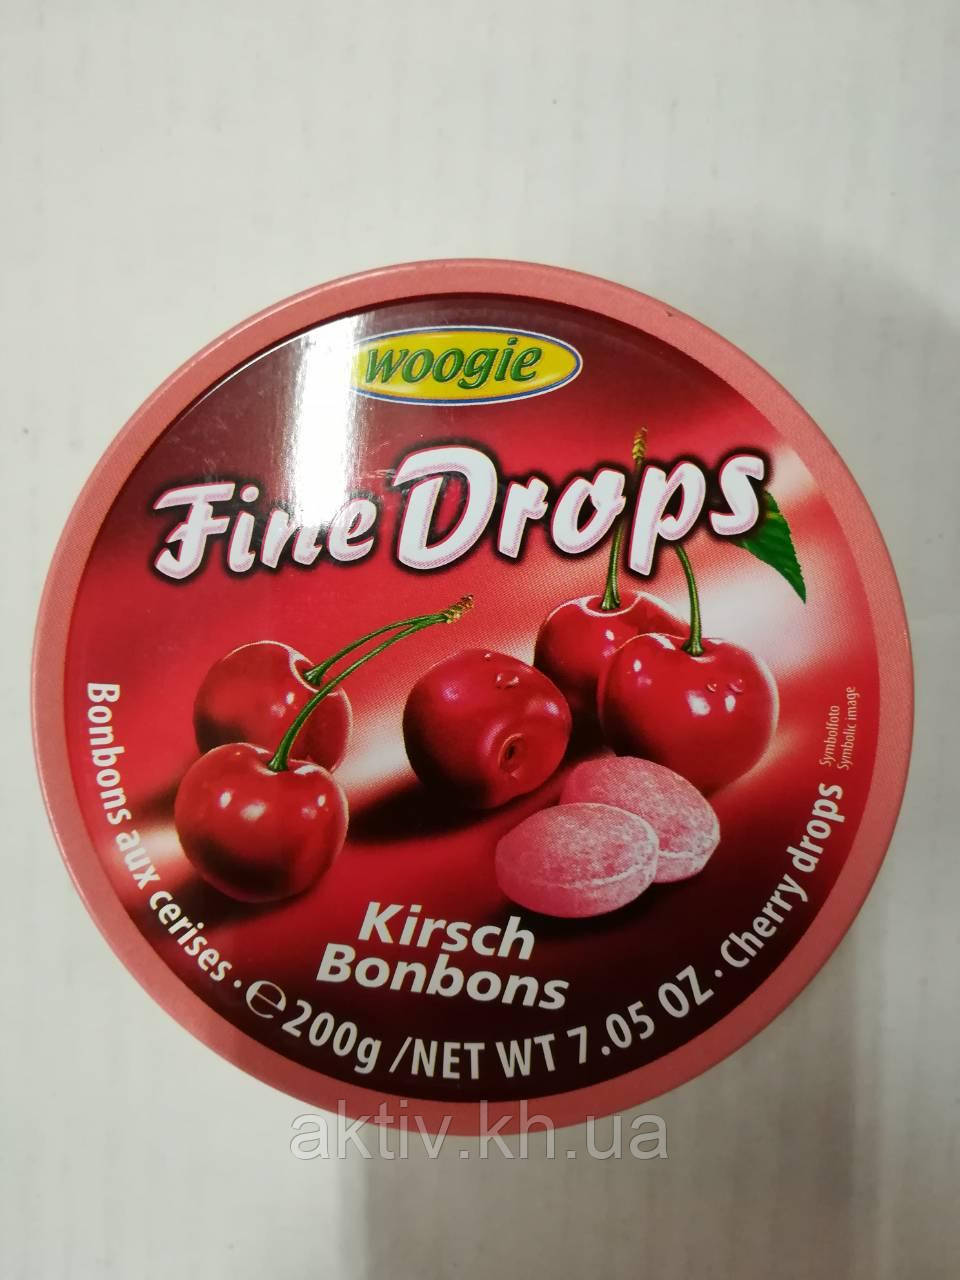 woogie
Fine Drops
Symbolfoto
Symbolic image
Kirsch
Bonbons
Bonbons aux cerises · ℮ 200g /NET WT 7.05 OZ · Cherry drops
aktiv.kh.ua